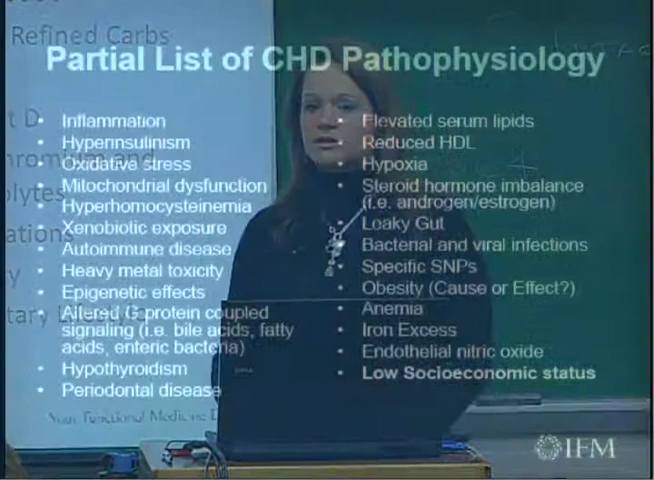 Refined Carbs
Partial List of CHD Pathophysiology
• Inflammation
• Hyperinsulinism
• Oxidative stress
• Mitochondrial dysfunction
• Hyperhomocysteinemia
• Xenobiotic exposure
• Autoimmune disease
• Heavy metal toxicity
• Epigenetic effects
• Altered G protein coupled
signaling (i.e. bile acids, fatty
acids, enteric bacteria)
• Hypothyroidism
• Periodontal disease
• Elevated serum lipids
• Reduced HDL
• Hypoxia
• Steroid hormone imbalance
(i.e. androgen/estrogen)
• Leaky Gut
• Bacterial and viral infections
• Specific SNPs
• Obesity (Cause or Effect?)
• Anemia
• Iron Excess
• Endothelial nitric oxide
• Low Socioeconomic status
Your Functional Medicine
IFM